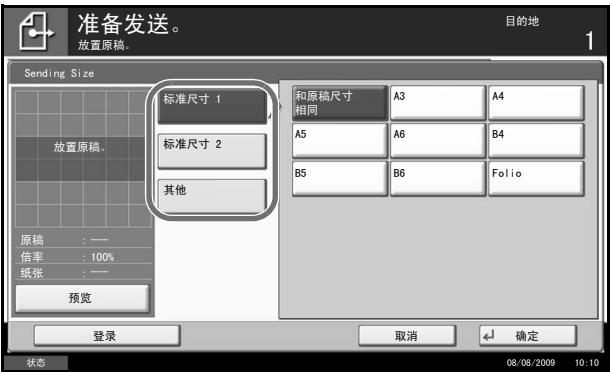 准备发送。
放置原稿。
目的地
1
Sending Size
放置原稿。
原稿 : ---
倍率 : 100%
纸张 : ---
预览
标准尺寸 1
标准尺寸 2
其他
和原稿尺寸
相同
A3
A4
A5
A6
B4
B5
B6
Folio
登录
取消
确定
状态
08/08/2009 10:10